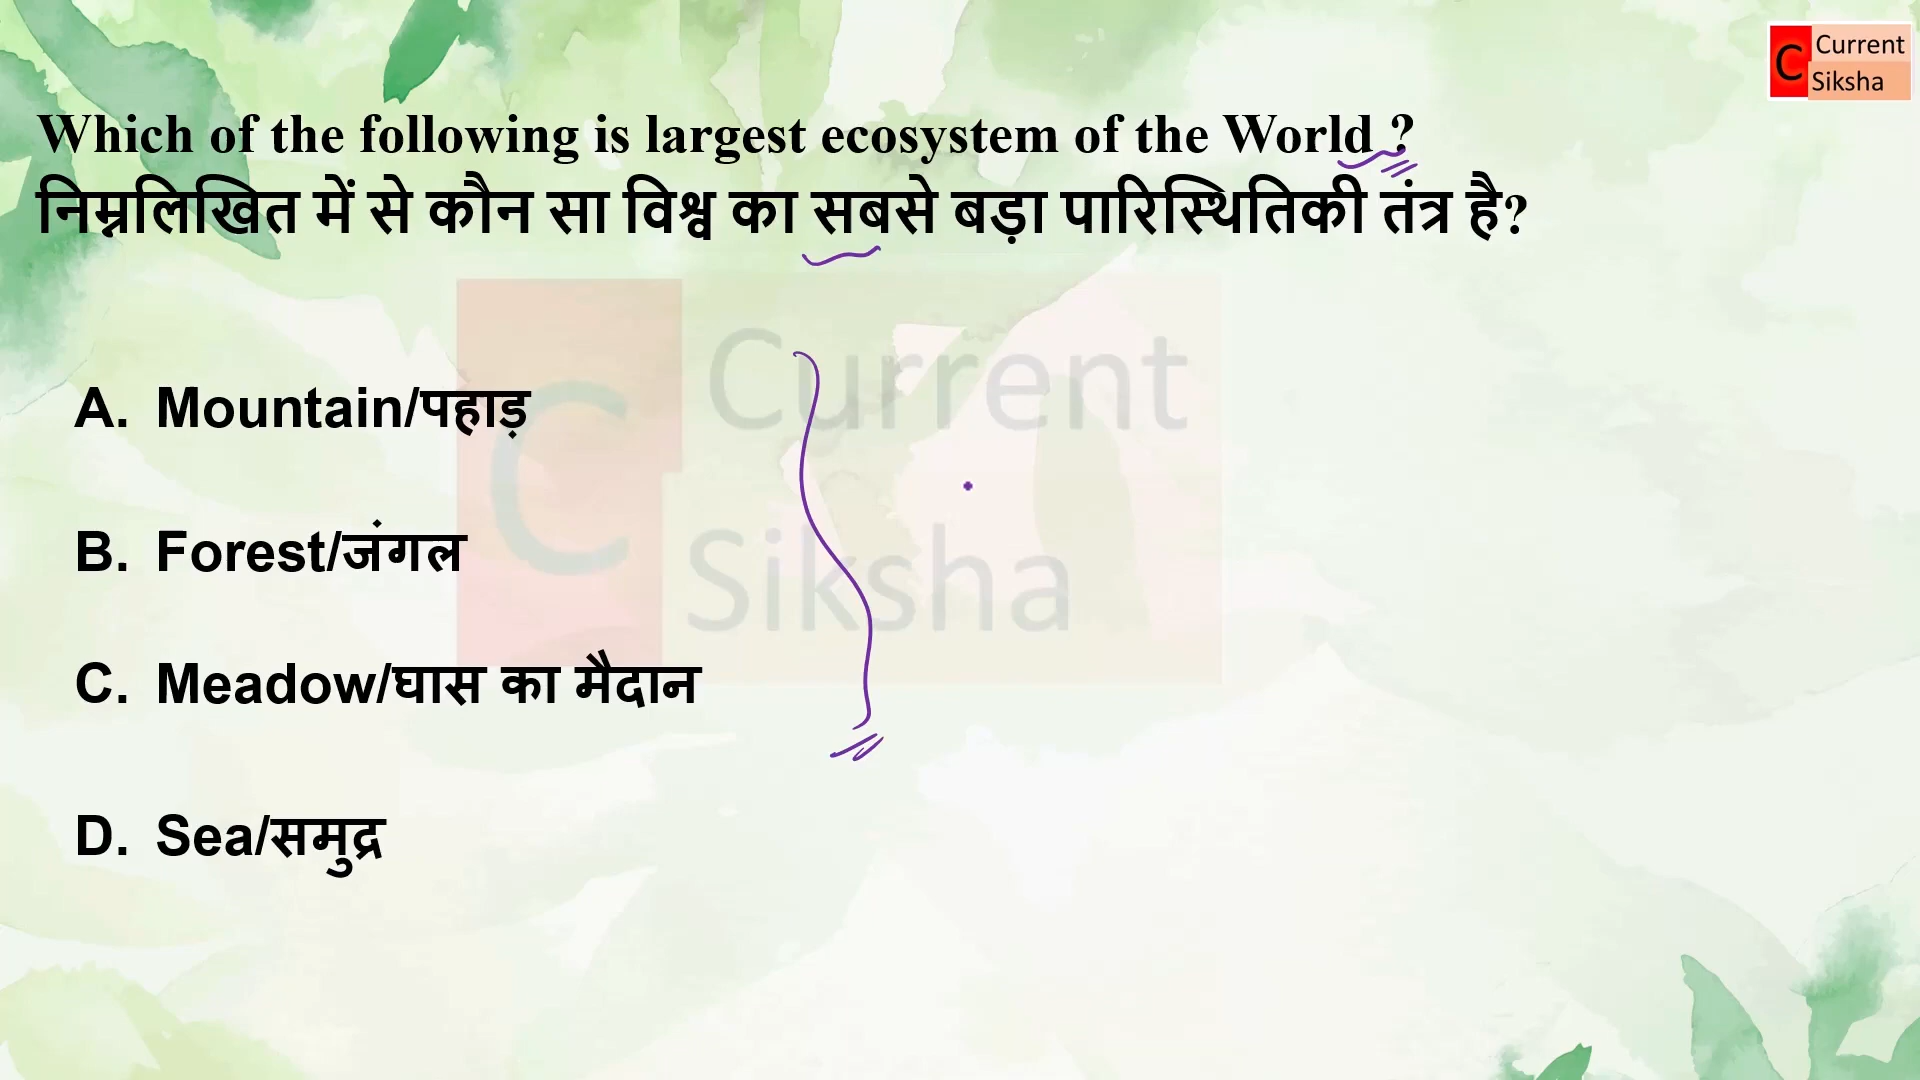 C Current
Siksha
Which of the following is largest ecosystem of the World ?
निम्नलिखित में से कौन सा विश्व का सबसे बड़ा पारिस्थितिकी तंत्र है?
C Current
Siksha
A. Mountain/पहाड़
B. Forest/जंगल
C. Meadow/घास का मैदान
D. Sea/समुद्र